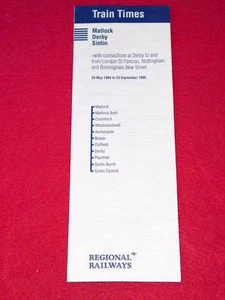 Train Times
Matlock
Derby
Sinfin
-with connections at Derby to and
from London St Pancras, Nottingham
and Birmingham New Street
Matlock
Matlock Bath
Cromford
Whatstandwell
Ambergate
Belper
Duffield
Derby
Peartree
Sinfin North
Sinfin Central
REGIONAL
RAILWAYS